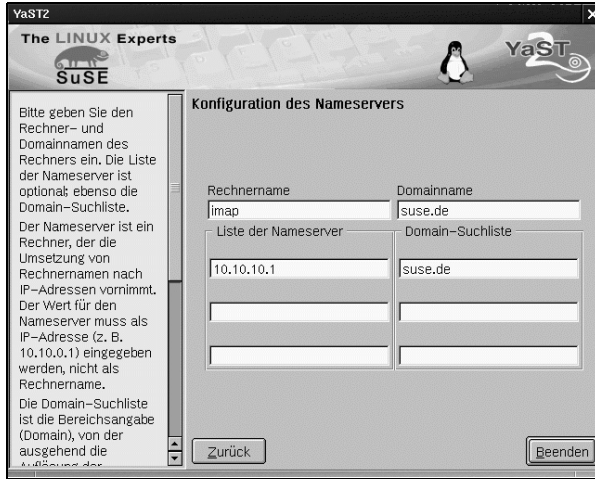 YaST2
The LINUX Experts
SuSE
YaST
2
Bitte geben Sie den
Rechner- und
Domainnamen des
Rechners ein. Die Liste
der Nameserver ist
optional; ebenso die
Domain-Suchliste.
Der Nameserver ist ein
Rechner, der die
Umsetzung von
Rechnernamen nach
IP-Adressen vornimmt.
Der Wert für den
Nameserver muss als
IP-Adresse (z. B.
10.10.0.1) eingegeben
werden, nicht als
Rechnername.
Die Domain-Suchliste
ist die Bereichsangabe
(Domain), von der
ausgehend die
Auflösung der
Konfiguration des Nameservers
Rechnername
Domainname
imap
suse.de
Liste der Nameserver
Domain-Suchliste
10.10.10.1
suse.de
Zurück
Beenden